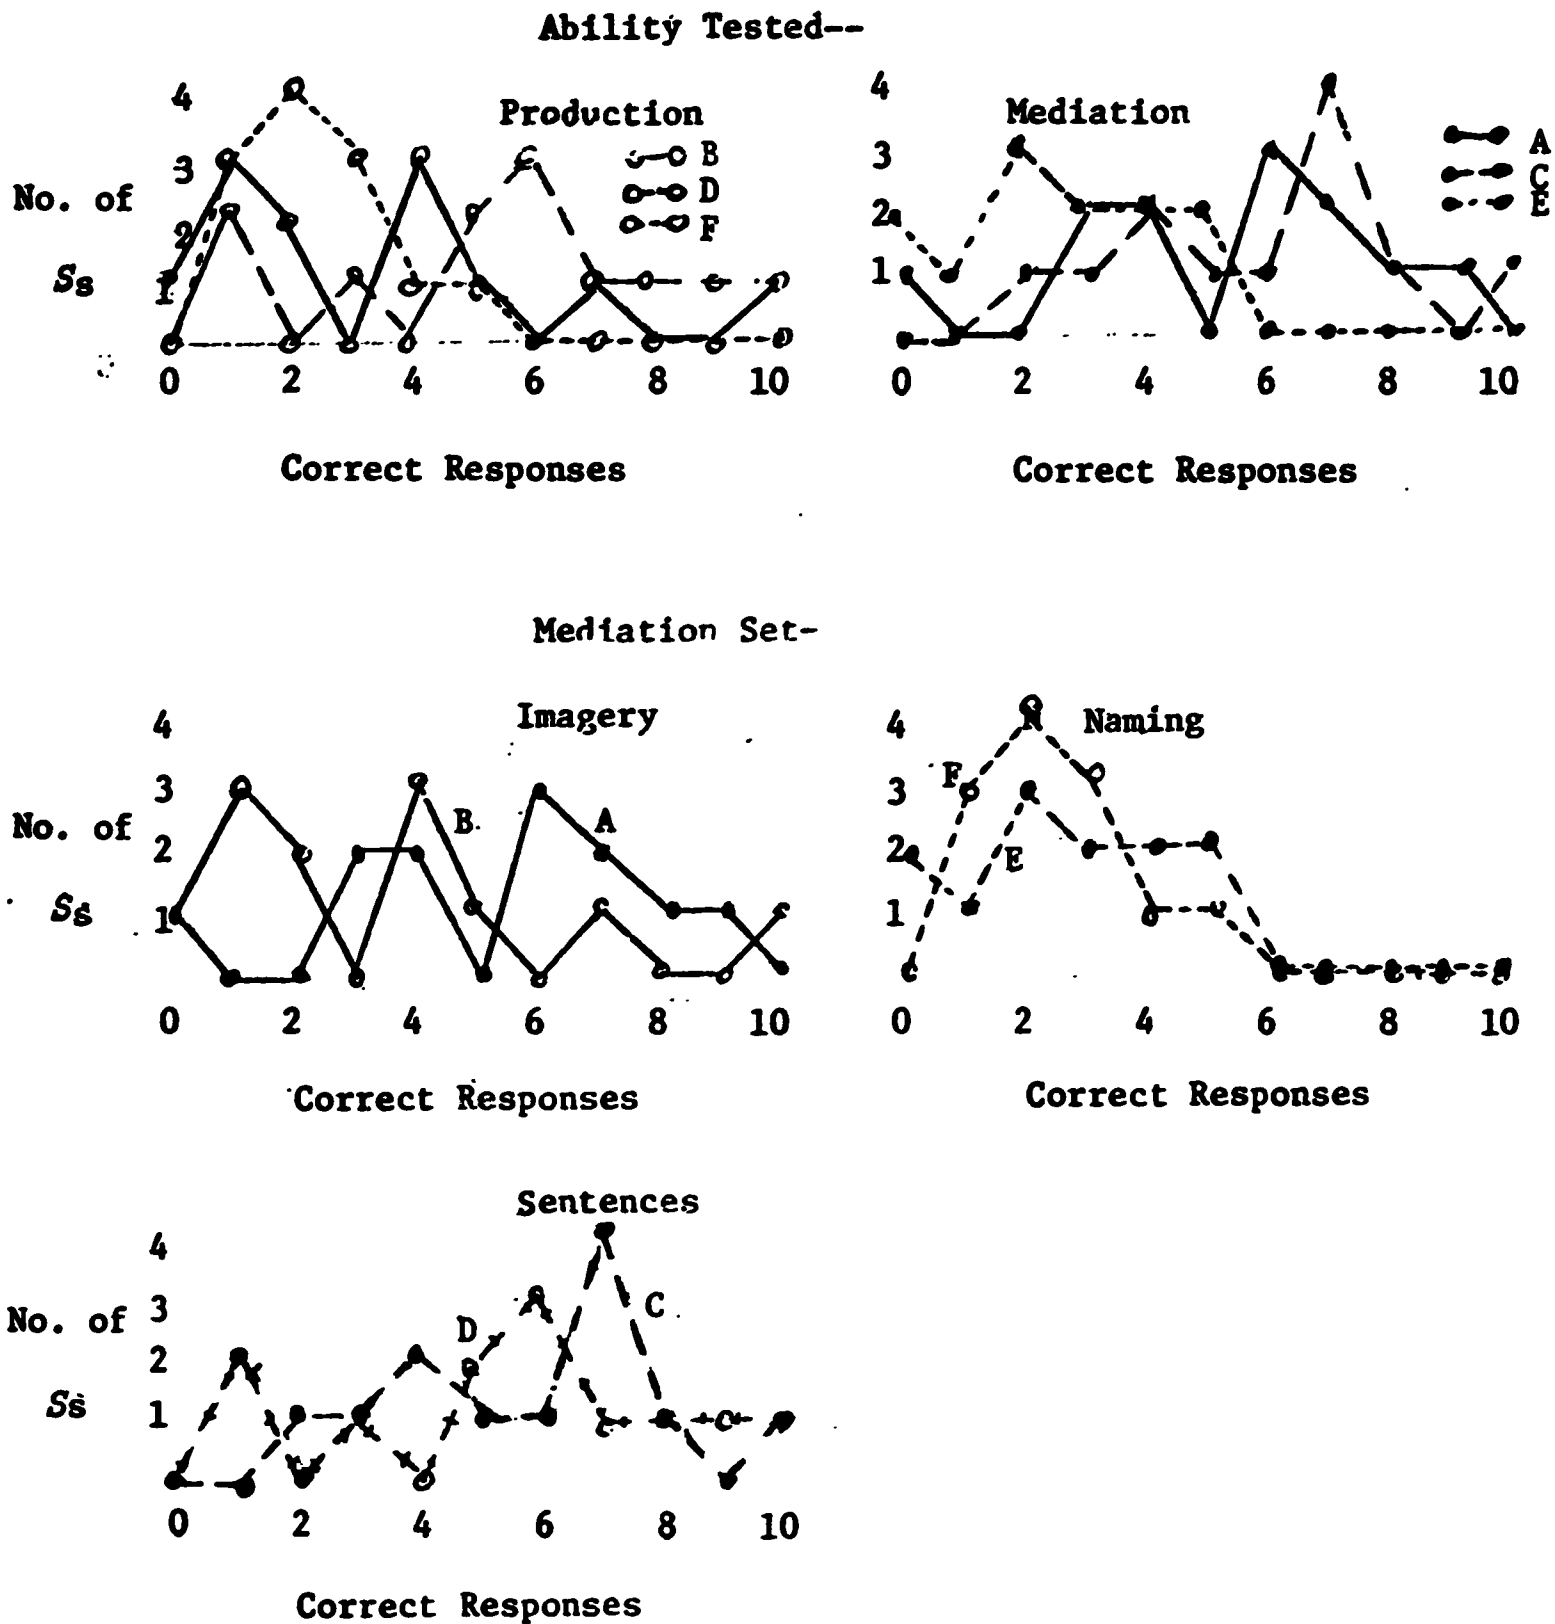 Ability Tested--
Production
B
D
F
4
3
2
1
No. of
Ss
0 2 4 6 8 10
Correct Responses
Mediation
A
C
E
4
3
2
1
0 2 4 6 8 10
Correct Responses
Mediation Set-
Imagery
4
3
2
1
No. of
Ss
B
A
0 2 4 6 8 10
Correct Responses
Naming
4
3
2
1
F
E
0 2 4 6 8 10
Correct Responses
Sentences
4
3
2
1
No. of
Ss
D
C
0 2 4 6 8 10
Correct Responses